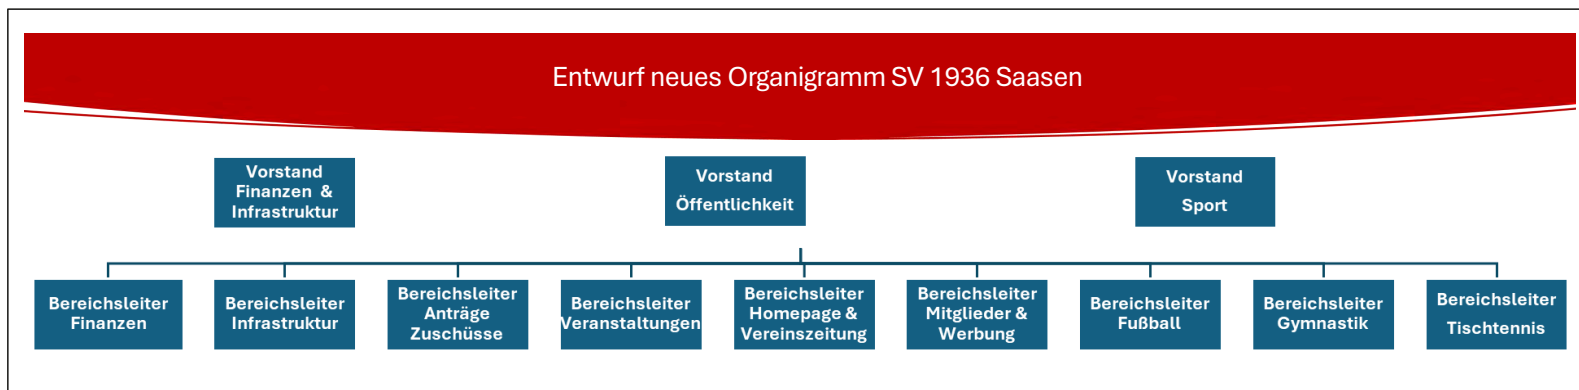 Entwurf neues Organigramm SV 1936 Saasen
Vorstand
Finanzen &
Infrastruktur
Vorstand
Öffentlichkeit
Vorstand
Sport
Bereichsleiter
Finanzen
Bereichsleiter
Infrastruktur
Bereichsleiter
Anträge
Zuschüsse
Bereichsleiter
Veranstaltungen
Bereichsleiter
Homepage &
Vereinszeitung
Bereichsleiter
Mitglieder &
Werbung
Bereichsleiter
Fußball
Bereichsleiter
Gymnastik
Bereichsleiter
Tischtennis